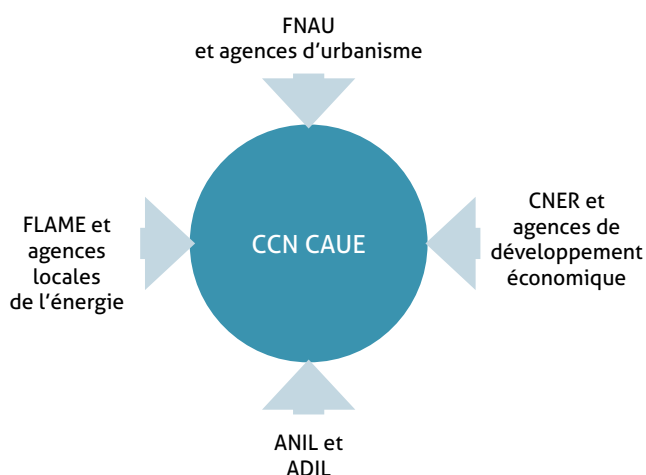 FNAU
et agences d’urbanisme
FLAME et
agences
locales
de l’énergie
CCN CAUE
CNER et
agences de
développement
économique
ANIL et
ADIL